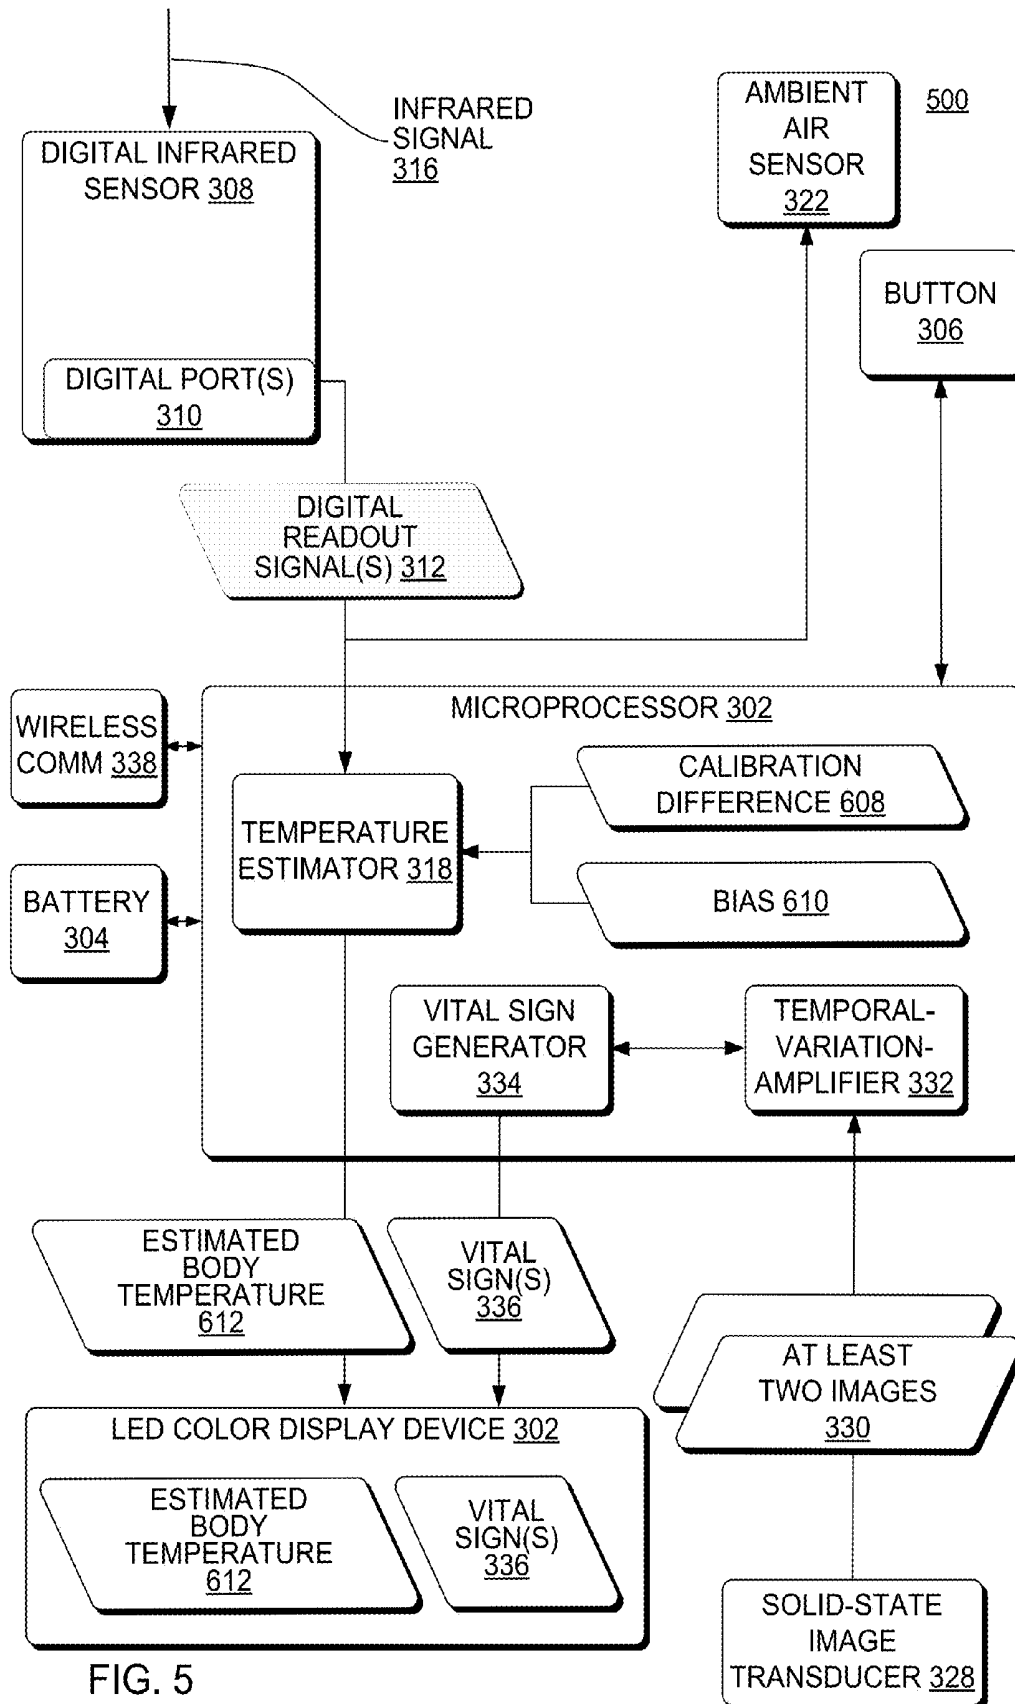 INFRARED
SIGNAL
316
AMBIENT
AIR
SENSOR
322
500
DIGITAL INFRARED
SENSOR 308
BUTTON
306
DIGITAL PORT(S)
310
DIGITAL
READOUT
SIGNAL(S) 312
MICROPROCESSOR 302
WIRELESS
COMM 338
CALIBRATION
DIFFERENCE 608
TEMPERATURE
ESTIMATOR 318
BATTERY
304
BIAS 610
VITAL SIGN
GENERATOR
334
TEMPORAL-
VARIATION-
AMPLIFIER 332
ESTIMATED
BODY
TEMPERATURE
612
VITAL
SIGN(S)
336
AT LEAST
TWO IMAGES
330
LED COLOR DISPLAY DEVICE 302
ESTIMATED
BODY
TEMPERATURE
612
VITAL
SIGN(S)
336
SOLID-STATE
IMAGE
TRANSDUCER 328
FIG. 5